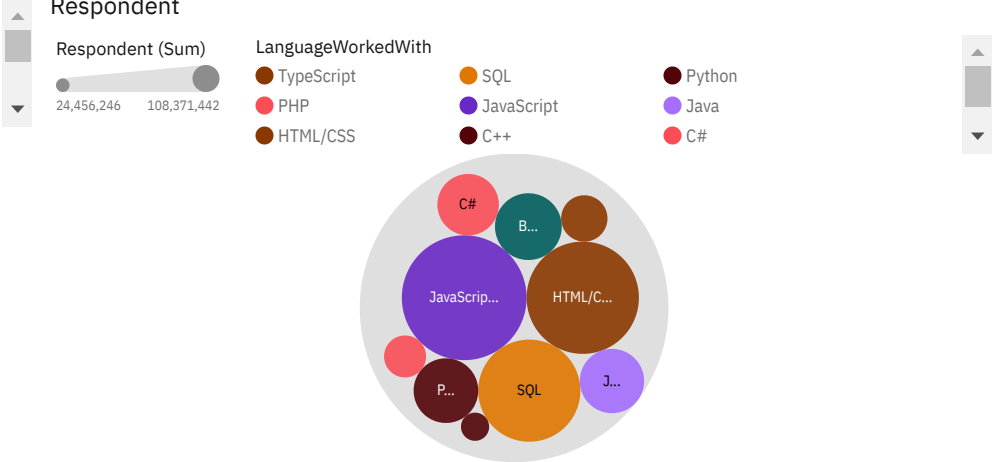 Respondent
Respondent (Sum)
24,456,246 108,371,442
LanguageWorkedWith
TypeScript SQL Python
PHP JavaScript Java
HTML/CSS C++ C#
C#
B...
JavaScrip... HTML/C...
J...
P... SQL